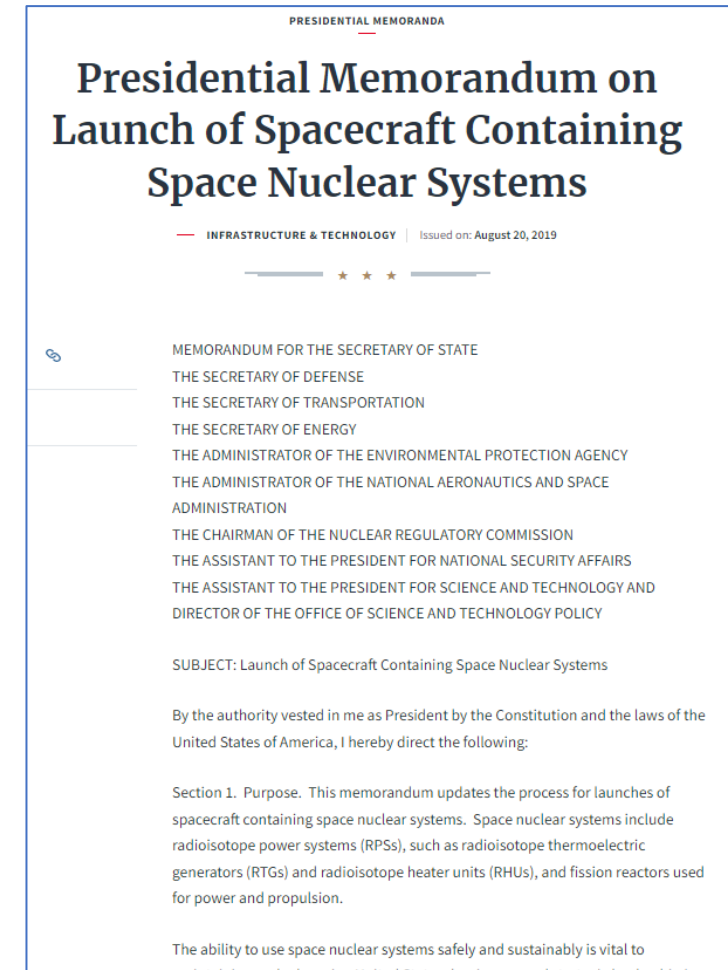 PRESIDENTIAL MEMORANDA
Presidential Memorandum on
Launch of Spacecraft Containing
Space Nuclear Systems
INFRASTRUCTURE & TECHNOLOGY | Issued on: August 20, 2019
MEMORANDUM FOR THE SECRETARY OF STATE
THE SECRETARY OF DEFENSE
THE SECRETARY OF TRANSPORTATION
THE SECRETARY OF ENERGY
THE ADMINISTRATOR OF THE ENVIRONMENTAL PROTECTION AGENCY
THE ADMINISTRATOR OF THE NATIONAL AERONAUTICS AND SPACE
ADMINISTRATION
THE CHAIRMAN OF THE NUCLEAR REGULATORY COMMISSION
THE ASSISTANT TO THE PRESIDENT FOR NATIONAL SECURITY AFFAIRS
THE ASSISTANT TO THE PRESIDENT FOR SCIENCE AND TECHNOLOGY AND
DIRECTOR OF THE OFFICE OF SCIENCE AND TECHNOLOGY POLICY
SUBJECT: Launch of Spacecraft Containing Space Nuclear Systems
By the authority vested in me as President by the Constitution and the laws of the
United States of America, I hereby direct the following:
Section 1.  Purpose.  This memorandum updates the process for launches of
spacecraft containing space nuclear systems.  Space nuclear systems include
radioisotope power systems (RPSs), such as radioisotope thermoelectric
generators (RTGs) and radioisotope heater units (RHUs), and fission reactors used
for power and propulsion.
The ability to use space nuclear systems safely and sustainably is vital to